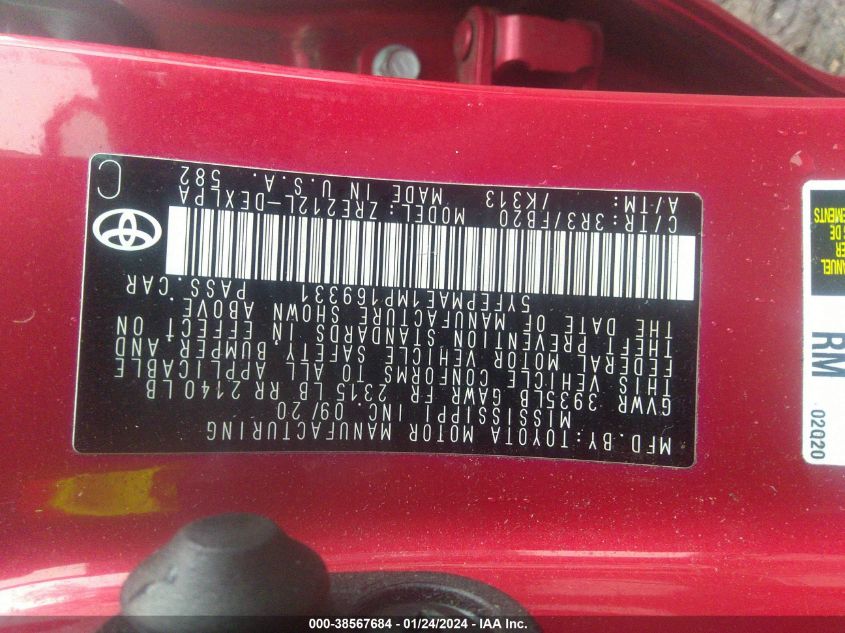 MFD. BY: TOYOTA MOTOR MANUFACTURING
MISSISSIPPI INC. 09/20
GVWR 3935LB GAWR FR 2315 LB RR 2140LB
THIS VEHICLE CONFORMS TO ALL APPLICABLE
FEDERAL MOTOR VEHICLE SAFETY, BUMPER, AND
THEFT PREVENTION STANDARDS IN EFFECT ON
THE DATE OF MANUFACTURE SHOWN ABOVE.
5YFEPMAE1MP169331 PASS. CAR
C/TR: 3R3/FB20 MODEL: ZRE212L-DEXLPA
A/TM: /K313 MADE IN U.S.A. 582
C
MANUEL
RM
02Q20
000-38567684 - 01/24/2024 - IAA Inc.